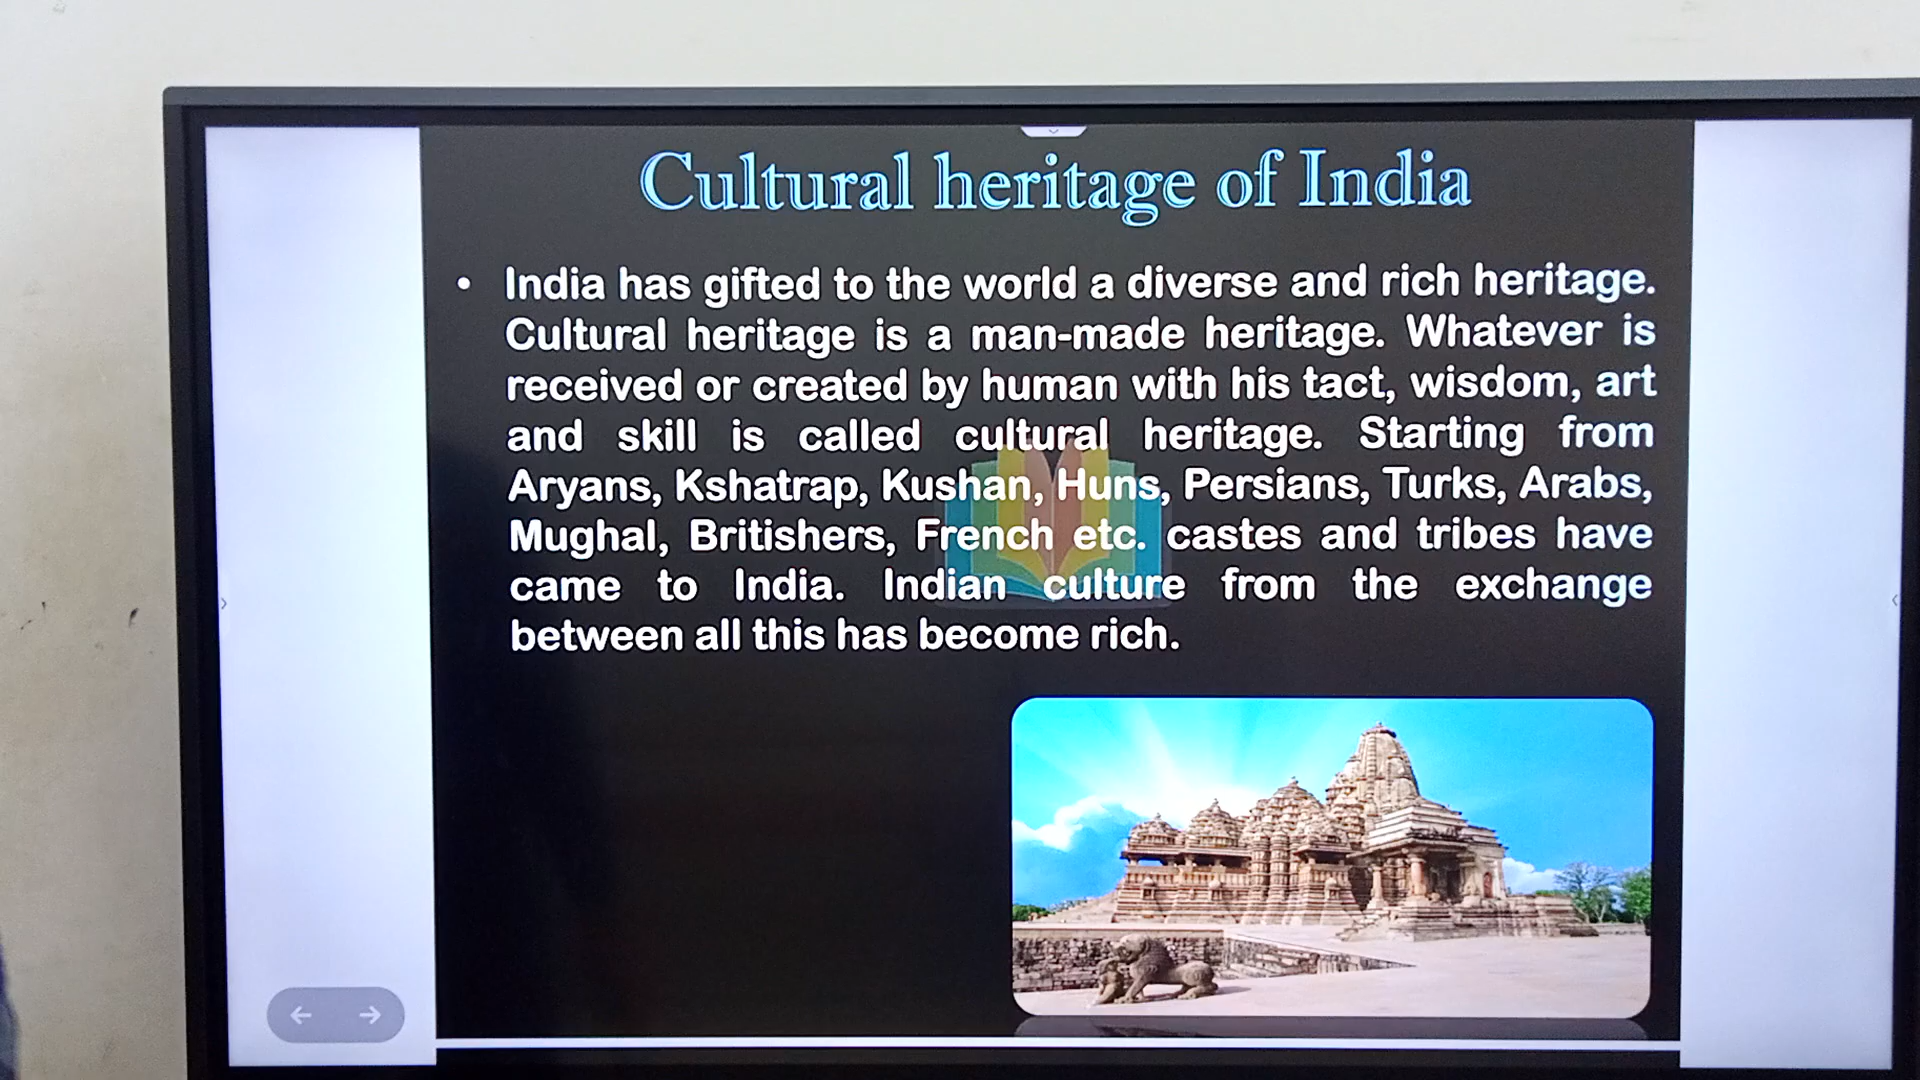 Cultural heritage of India
• India has gifted to the world a diverse and rich heritage.
Cultural heritage is a man-made heritage. Whatever is
received or created by human with his tact, wisdom, art
and skill is called cultural heritage. Starting from
Aryans, Kshatrap, Kushan, Huns, Persians, Turks, Arabs,
Mughal, Britishers, French etc. castes and tribes have
came to India. Indian culture from the exchange
between all this has become rich.